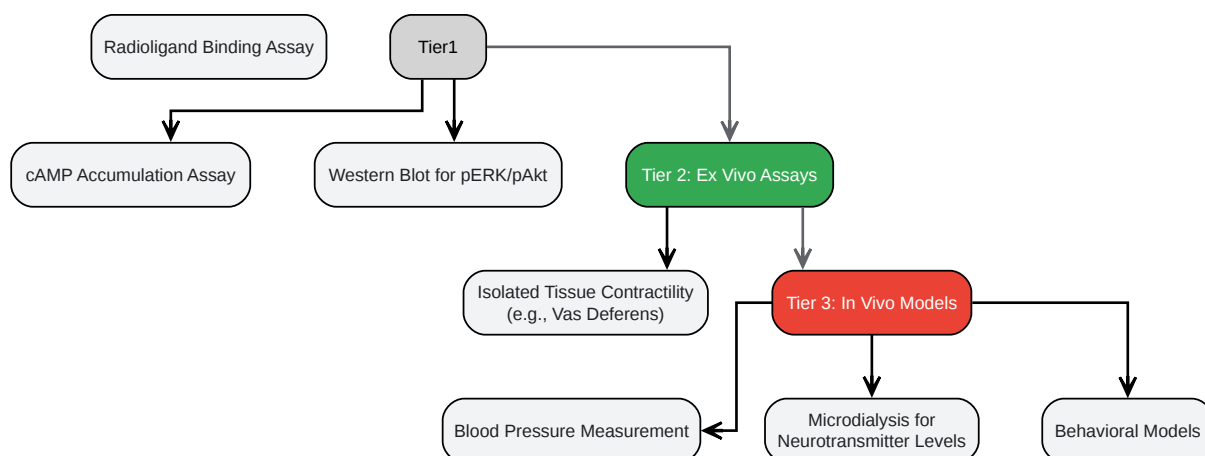 Radioligand Binding Assay
Tier1
cAMP Accumulation Assay
Western Blot for pERK/pAkt
Tier 2: Ex Vivo Assays
Isolated Tissue Contractility
(e.g., Vas Deferens)
Tier 3: In Vivo Models
Blood Pressure Measurement
Microdialysis for
Neurotransmitter Levels
Behavioral Models